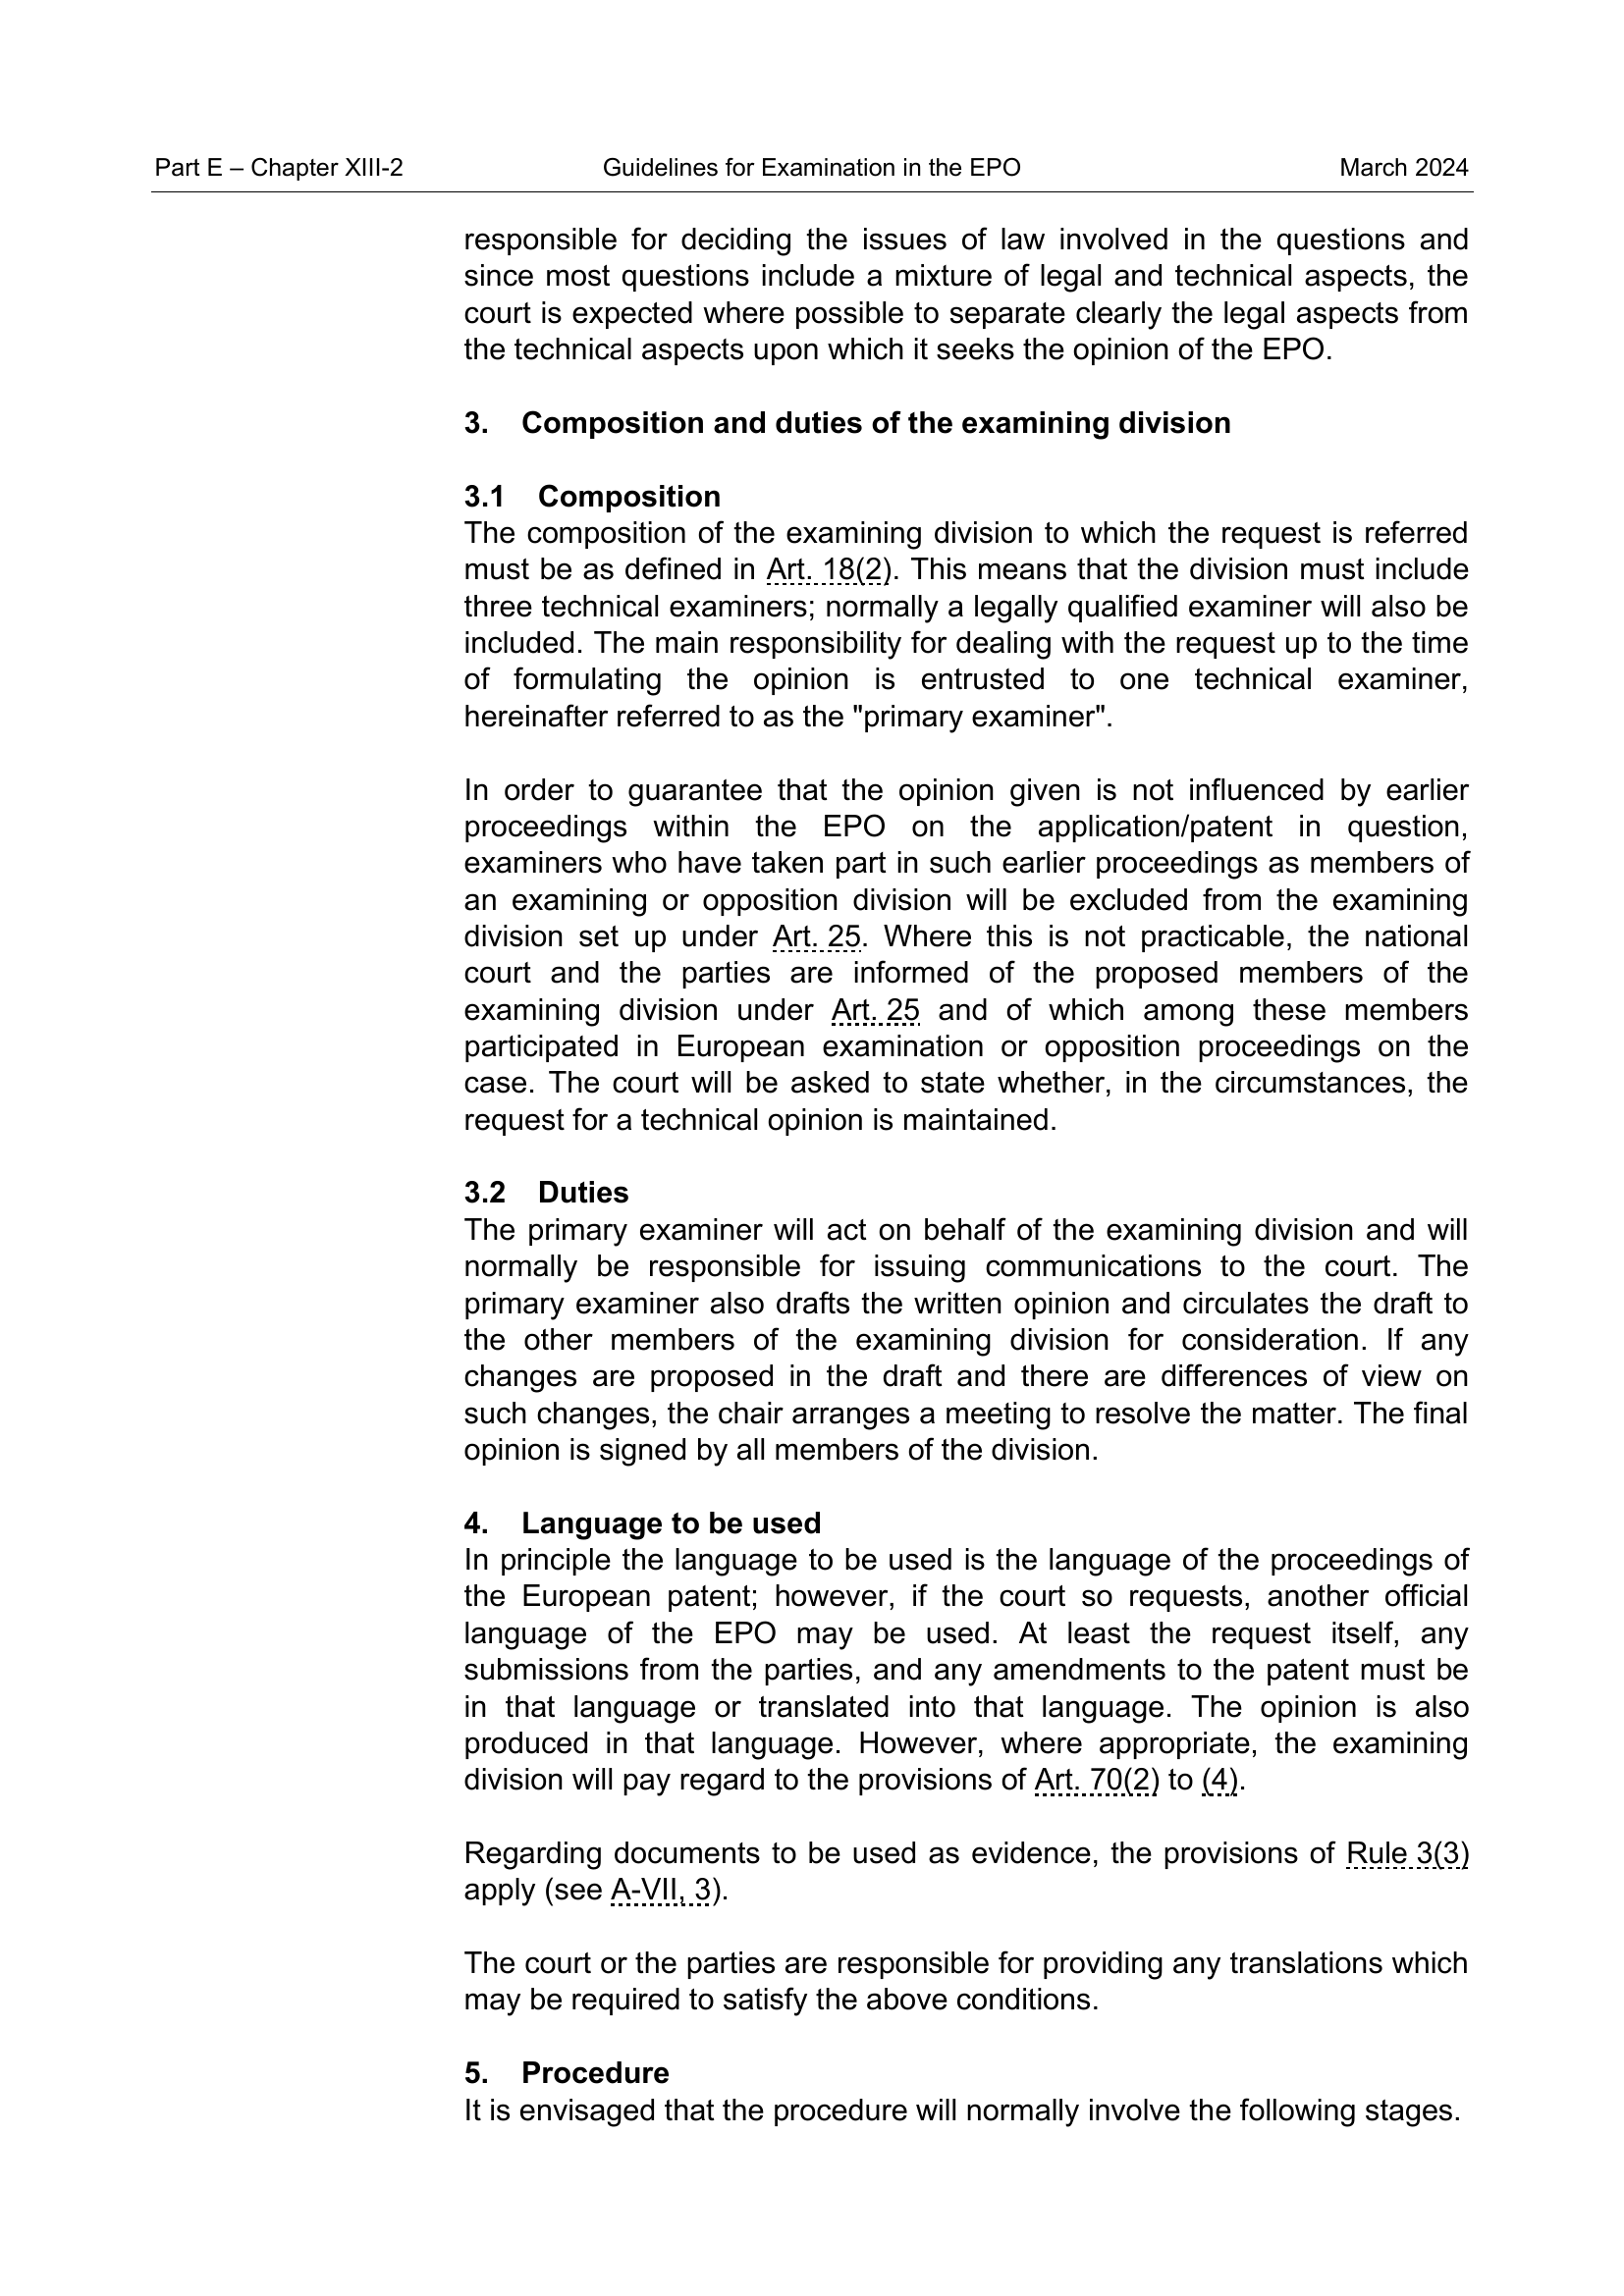 Part E – Chapter XIII-2 Guidelines for Examination in the EPO March 2024
responsible for deciding the issues of law involved in the questions and
since most questions include a mixture of legal and technical aspects, the
court is expected where possible to separate clearly the legal aspects from
the technical aspects upon which it seeks the opinion of the EPO.
3. Composition and duties of the examining division
3.1 Composition
The composition of the examining division to which the request is referred
must be as defined in Art. 18(2). This means that the division must include
three technical examiners; normally a legally qualified examiner will also be
included. The main responsibility for dealing with the request up to the time
of formulating the opinion is entrusted to one technical examiner,
hereinafter referred to as the "primary examiner".
In order to guarantee that the opinion given is not influenced by earlier
proceedings within the EPO on the application/patent in question,
examiners who have taken part in such earlier proceedings as members of
an examining or opposition division will be excluded from the examining
division set up under Art. 25. Where this is not practicable, the national
court and the parties are informed of the proposed members of the
examining division under Art. 25 and of which among these members
participated in European examination or opposition proceedings on the
case. The court will be asked to state whether, in the circumstances, the
request for a technical opinion is maintained.
3.2 Duties
The primary examiner will act on behalf of the examining division and will
normally be responsible for issuing communications to the court. The
primary examiner also drafts the written opinion and circulates the draft to
the other members of the examining division for consideration. If any
changes are proposed in the draft and there are differences of view on
such changes, the chair arranges a meeting to resolve the matter. The final
opinion is signed by all members of the division.
4. Language to be used
In principle the language to be used is the language of the proceedings of
the European patent; however, if the court so requests, another official
language of the EPO may be used. At least the request itself, any
submissions from the parties, and any amendments to the patent must be
in that language or translated into that language. The opinion is also
produced in that language. However, where appropriate, the examining
division will pay regard to the provisions of Art. 70(2) to (4).
Regarding documents to be used as evidence, the provisions of Rule 3(3)
apply (see A-VII, 3).
The court or the parties are responsible for providing any translations which
may be required to satisfy the above conditions.
5. Procedure
It is envisaged that the procedure will normally involve the following stages.